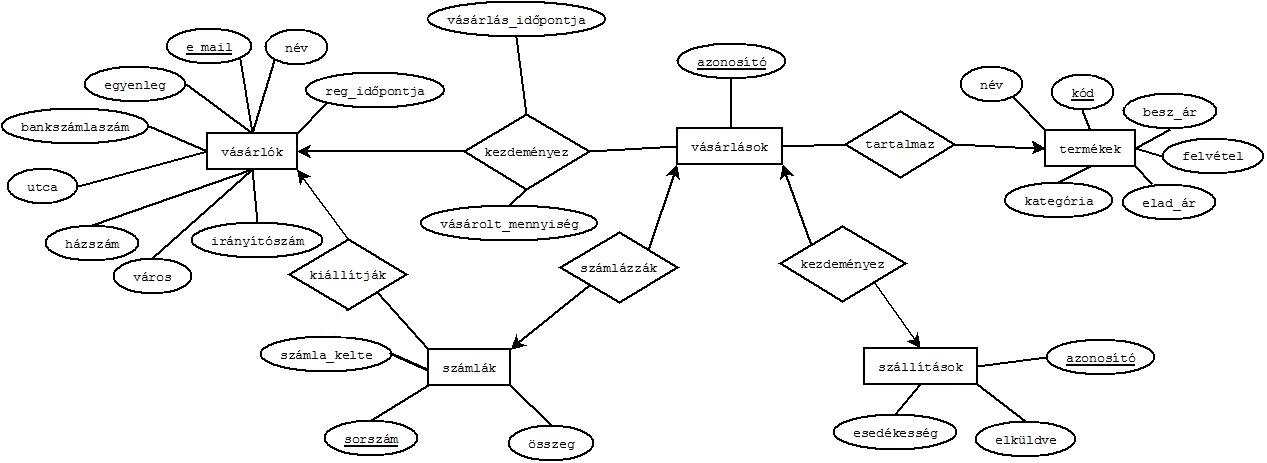 vásárlás_időpontja
e_mail
név
azonosító
egyenleg
reg_időpontja
név
kód
besz_ár
bankszámlaszám
vásárlók
kezdeményez
vásárlások
tartalmaz
termékek
felvétel
utca
kategória
elad_ár
házszám
irányítószám
vásárolt_mennyiség
város
kiállítják
számlázzák
kezdeményez
számla_kelte
számlák
szállítások
azonosító
sorszám
összeg
esedékesség
elküldve